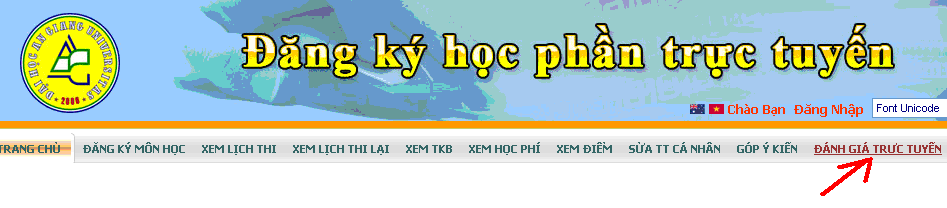 ĐẠI HỌC AN GIANG UNIVERSITAS
* 2000 *
Đăng ký học phần trực tuyến
Chào Bạn Đăng Nhập Font Unicode
TRANG CHỦ ĐĂNG KÝ MÔN HỌC XEM LỊCH THI XEM LỊCH THI LẠI XEM TKB XEM HỌC PHÍ XEM ĐIỂM SỬA TT CÁ NHÂN GÓP Ý KIẾN ĐÁNH GIÁ TRỰC TUYẾN